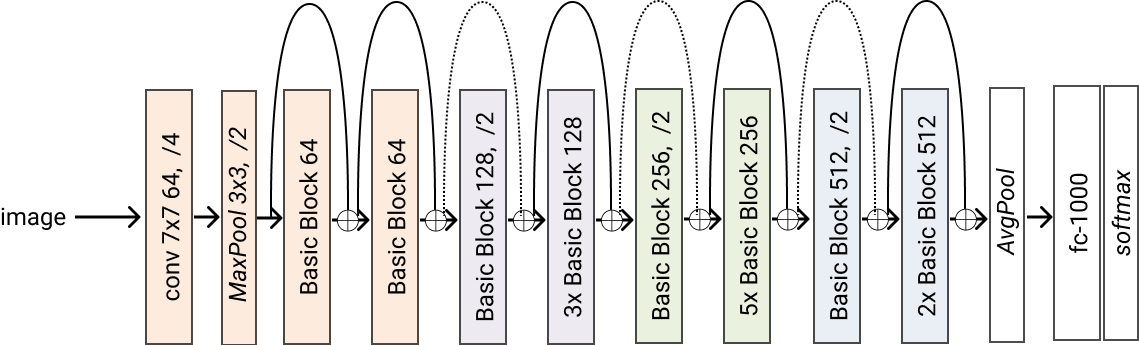 image
conv 7x7 64, /4
MaxPool 3x3, /2
Basic Block 64
Basic Block 64
Basic Block 128, /2
3x Basic Block 128
Basic Block 256, /2
5x Basic Block 256
Basic Block 512, /2
2x Basic Block 512
AvgPool
fc-1000
softmax